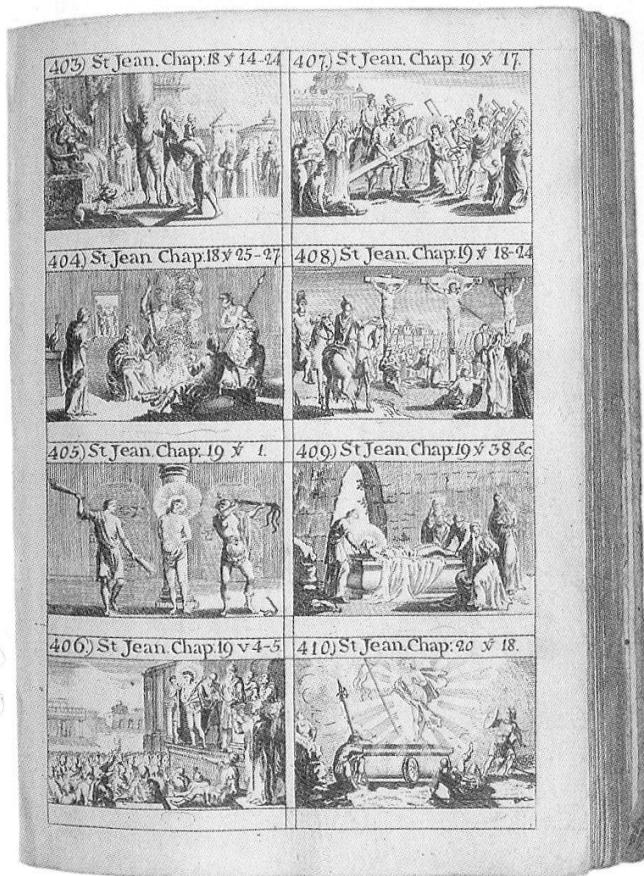 403) St Jean. Chap: 18 ℣ 14-24
404) St Jean Chap: 18 ℣ 25-27
405) St Jean. Chap: 19 ℣ 1.
406.) St Jean. Chap: 19 v 4-5.
407.) St Jean. Chap: 19 ℣ 17.
408) St Jean. Chap: 19 ℣ 18-24
409.) St Jean. Chap: 19 ℣ 38 &c.
410) St Jean. Chap: 20 ℣ 18.